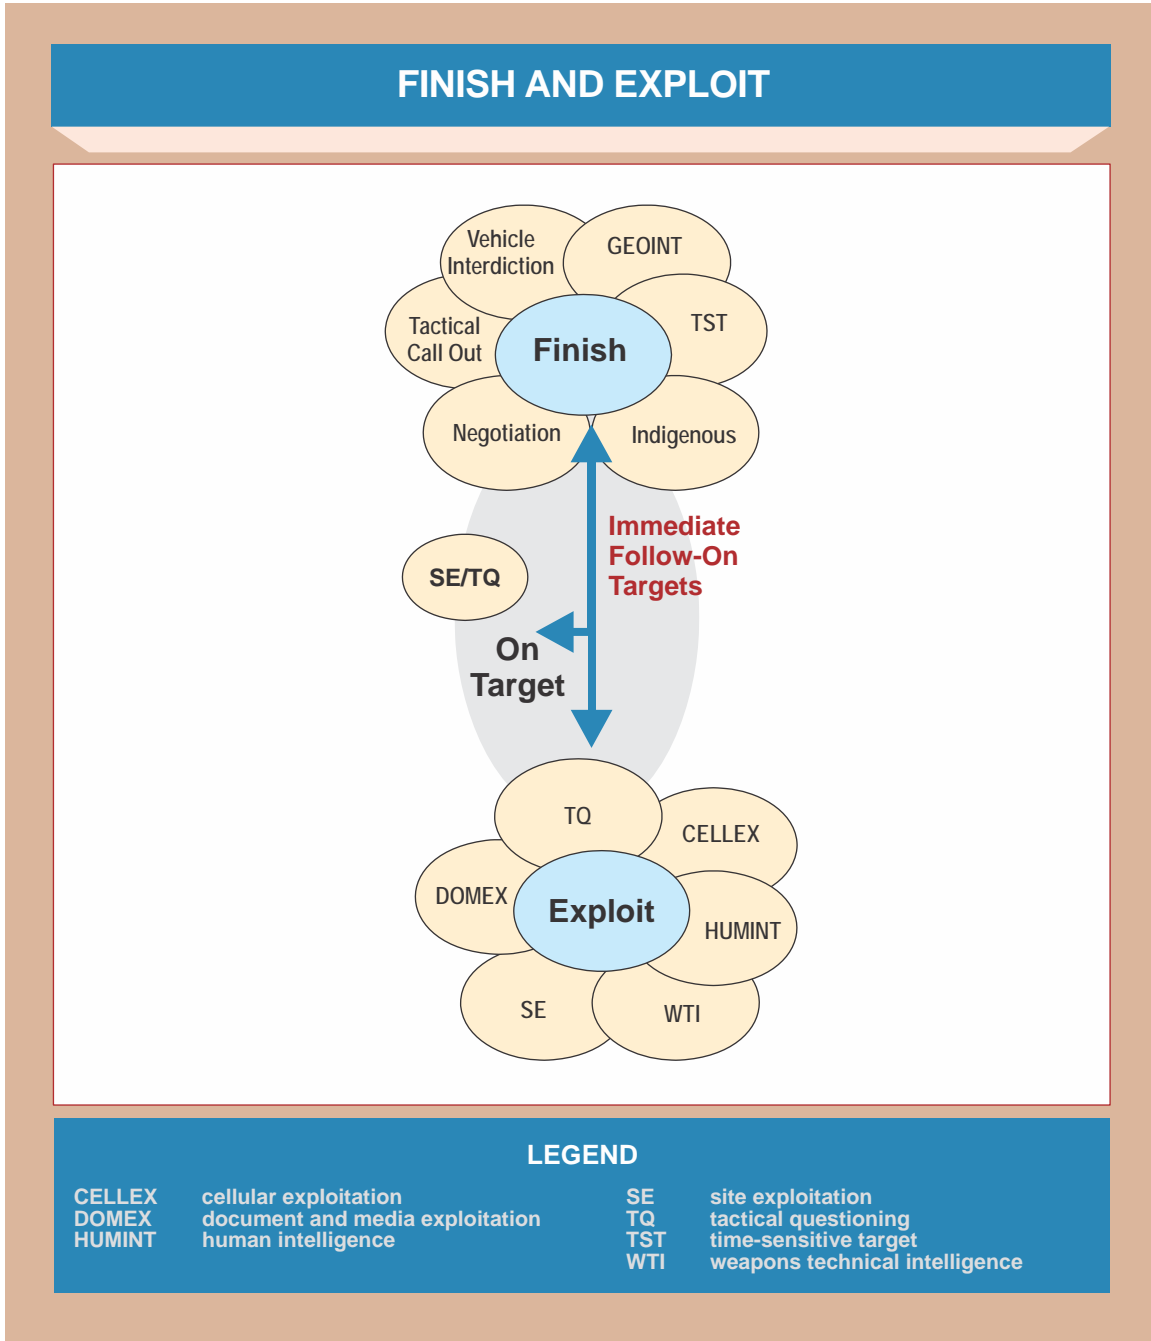 FINISH AND EXPLOIT
Vehicle
Interdiction
GEOINT
Tactical
Call Out
Finish
TST
Negotiation
Indigenous
Immediate
Follow-On
Targets
SE/TQ
On
Target
TQ
CELLEX
DOMEX
Exploit
HUMINT
SE
WTI
LEGEND
CELLEX cellular exploitation
DOMEX document and media exploitation
HUMINT human intelligence
SE site exploitation
TQ tactical questioning
TST time-sensitive target
WTI weapons technical intelligence